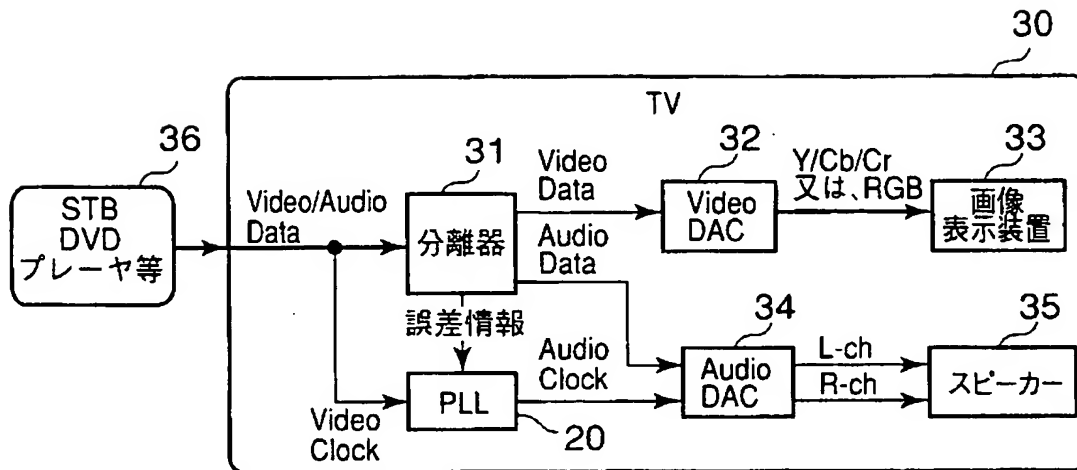 30
TV
36
STB
DVD
プレーヤ等
Video/Audio
Data
31
分離器
Video
Data
Audio
Data
32
Video
DAC
Y/Cb/Cr
又は、RGB
33
画像
表示装置
誤差情報
Video
Clock
PLL
20
Audio
Clock
34
Audio
DAC
L-ch
R-ch
35
スピーカー